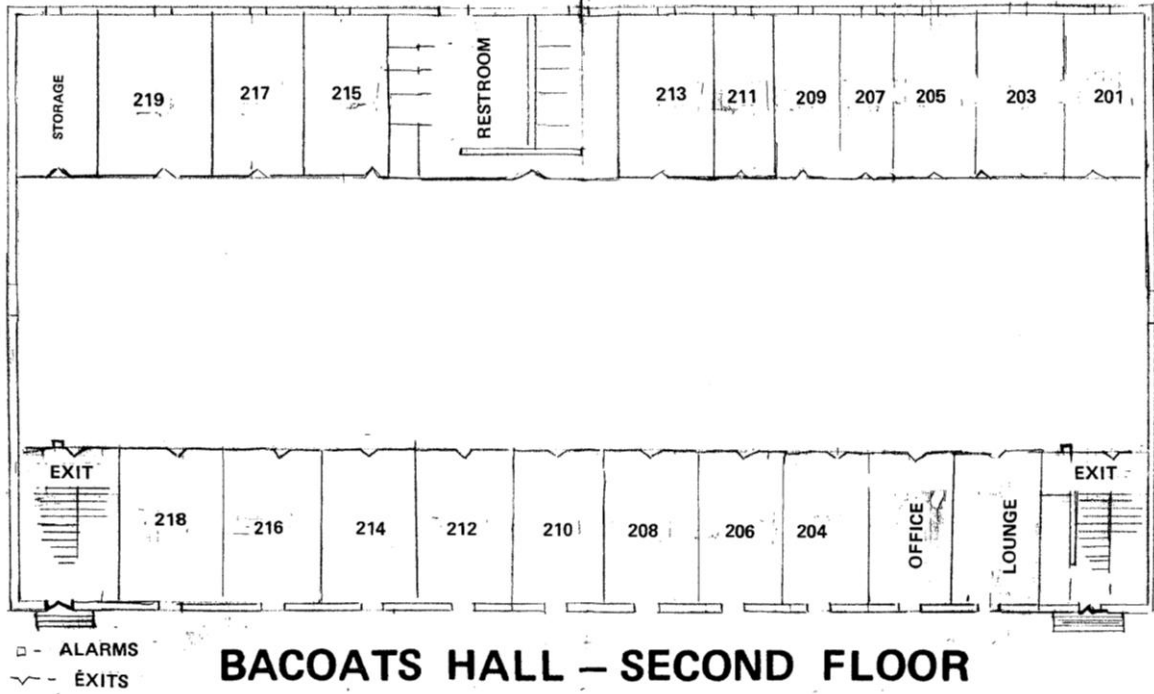 STORAGE
219
217
215
RESTROOM
213
211
209
207
205
203
201
EXIT
218
216
214
212
210
208
206
204
OFFICE
LOUNGE
EXIT
□ - ALARMS
- EXITS
BACOATS HALL – SECOND FLOOR